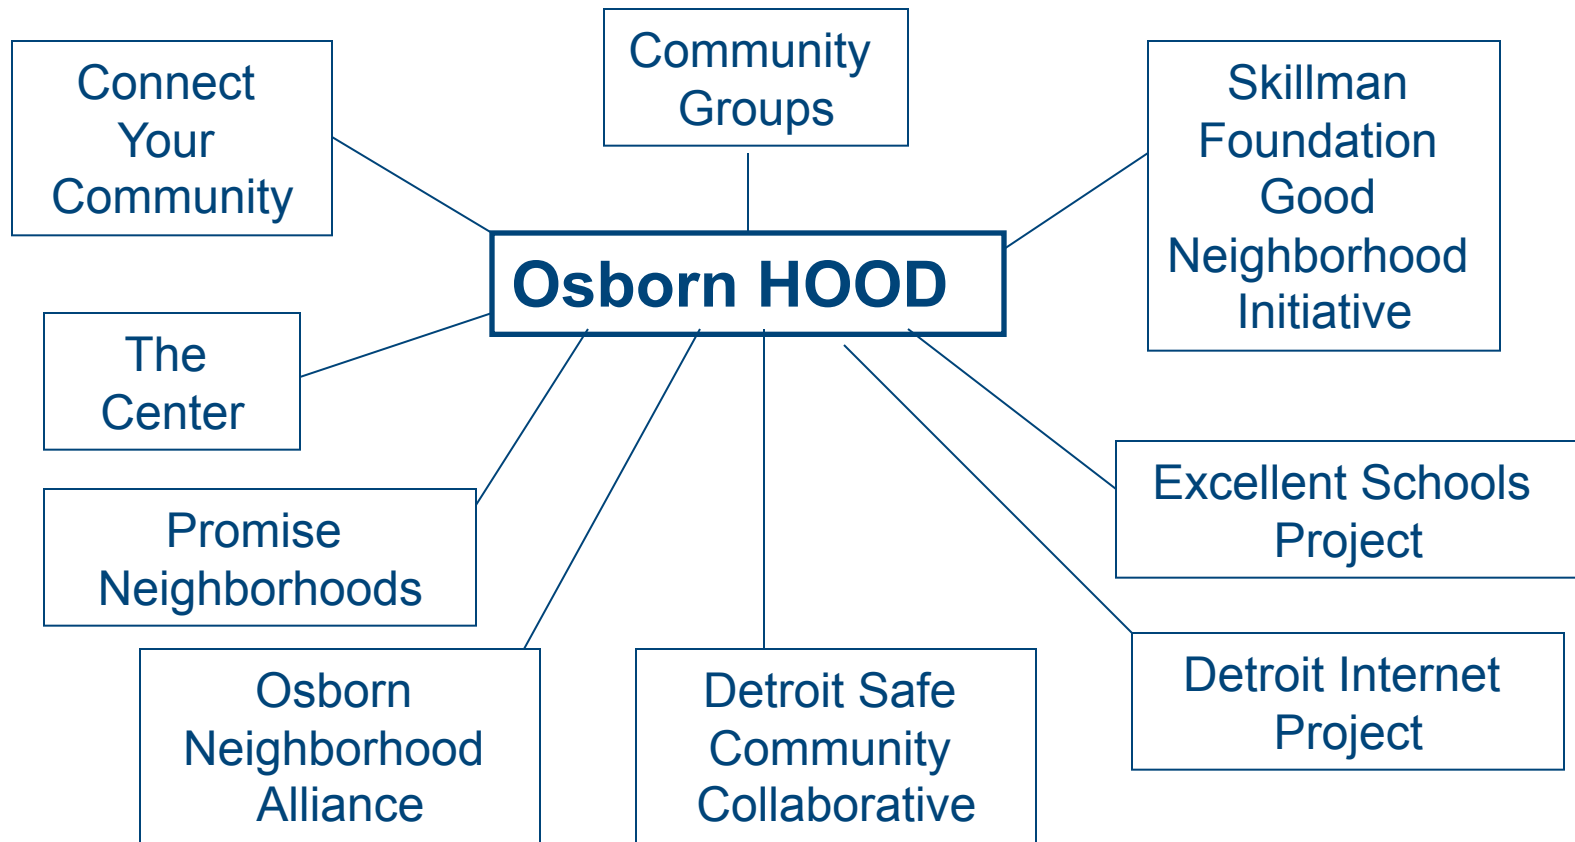 Connect
Your
Community
Community
Groups
Skillman
Foundation
Good
Neighborhood
Initiative
Osborn HOOD
The
Center
Promise
Neighborhoods
Excellent Schools
Project
Osborn
Neighborhood
Alliance
Detroit Safe
Community
Collaborative
Detroit Internet
Project